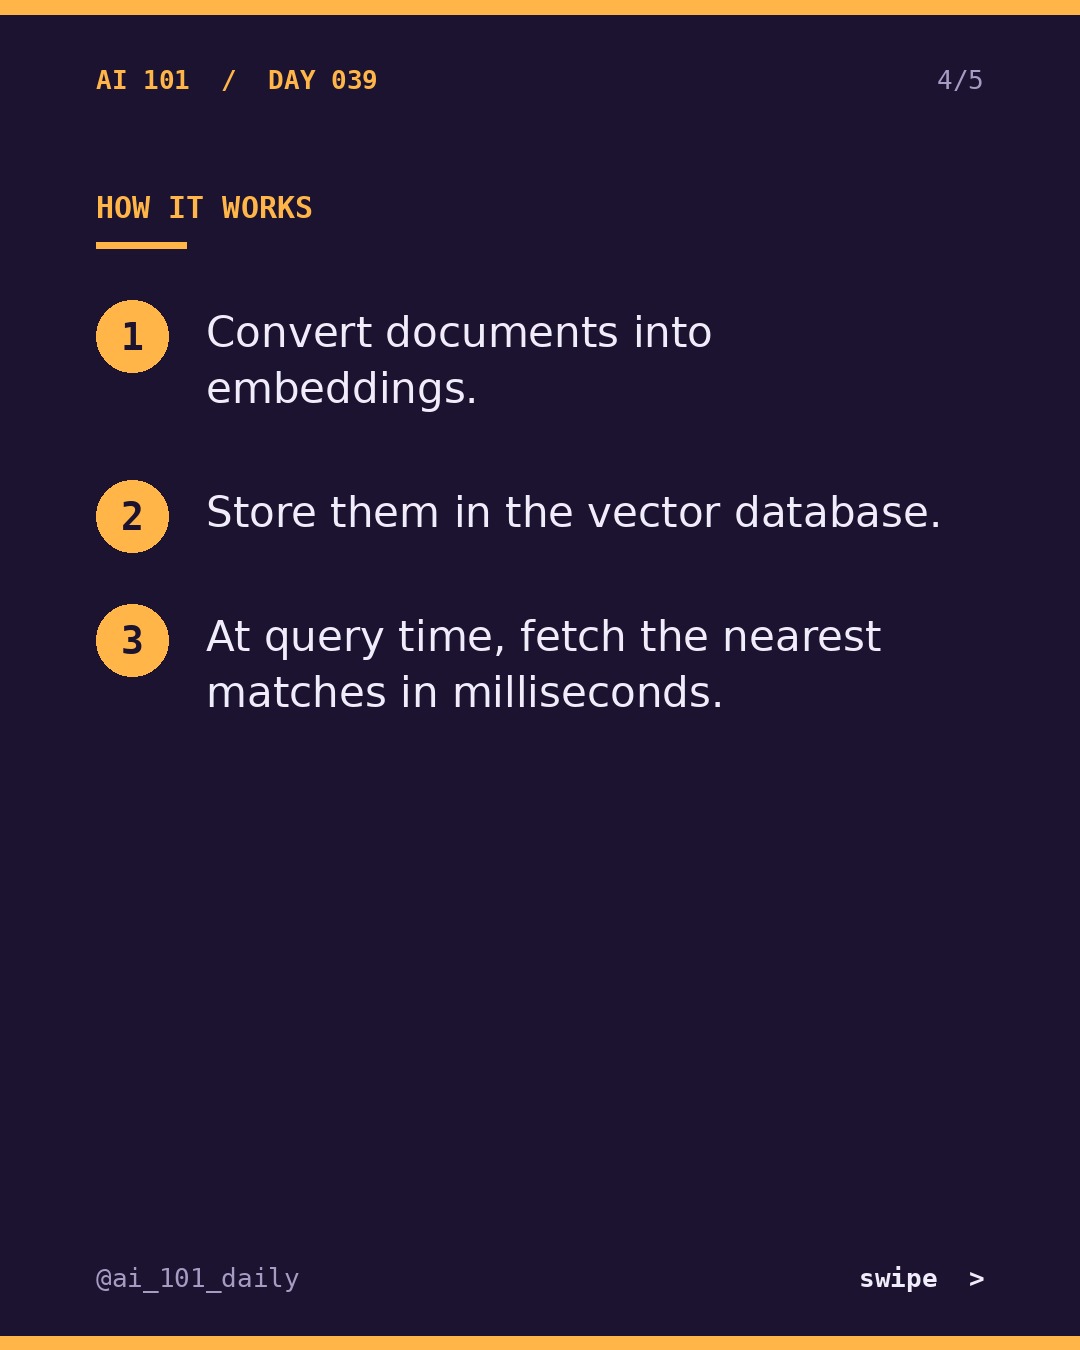 AI 101 / DAY 039
4/5
HOW IT WORKS
1 Convert documents into
embeddings.
2 Store them in the vector database.
3 At query time, fetch the nearest
matches in milliseconds.
@ai_101_daily
swipe >